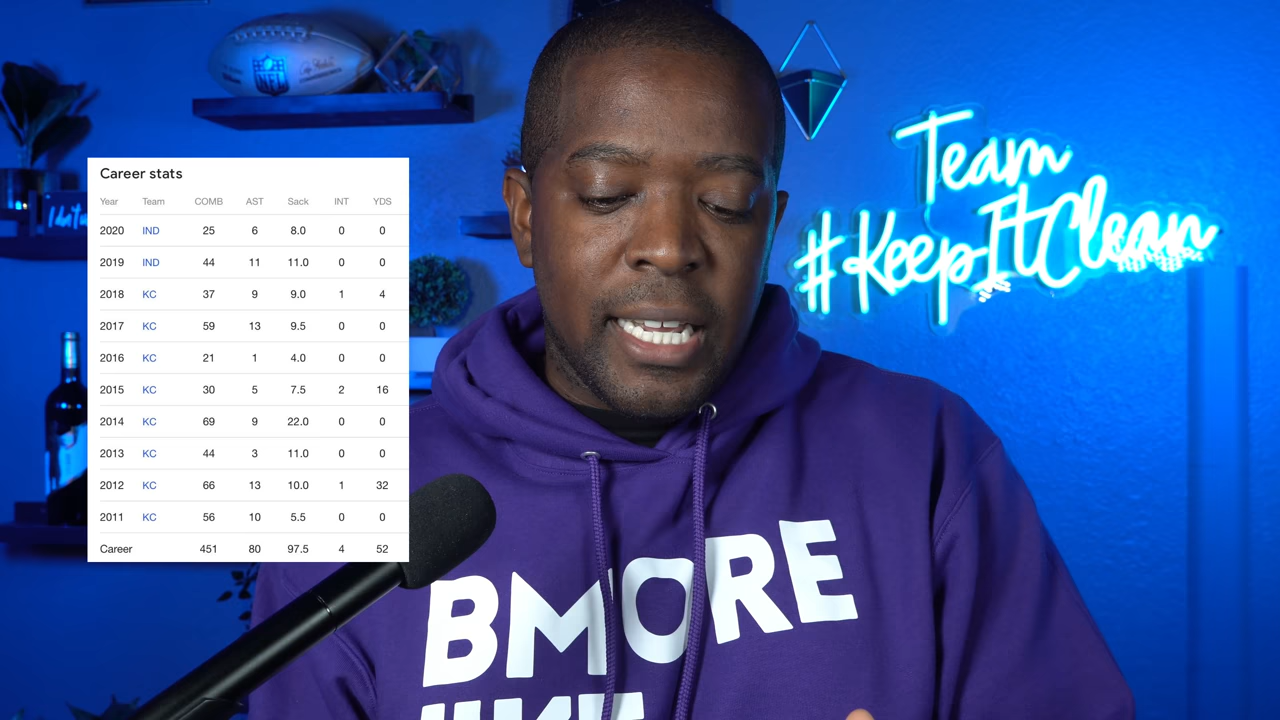 NFL
Career stats
Year Team COMB AST Sack INT YDS
2020 IND 25 6 8.0 0 0
2019 IND 44 11 11.0 0 0
2018 KC 37 9 9.0 1 4
2017 KC 59 13 9.5 0 0
2016 KC 21 1 4.0 0 0
2015 KC 30 5 7.5 2 16
2014 KC 69 9 22.0 0 0
2013 KC 44 3 11.0 0 0
2012 KC 66 13 10.0 1 32
2011 KC 56 10 5.5 0 0
Career 451 80 97.5 4 52
Team
#KeepItClean
BMORE